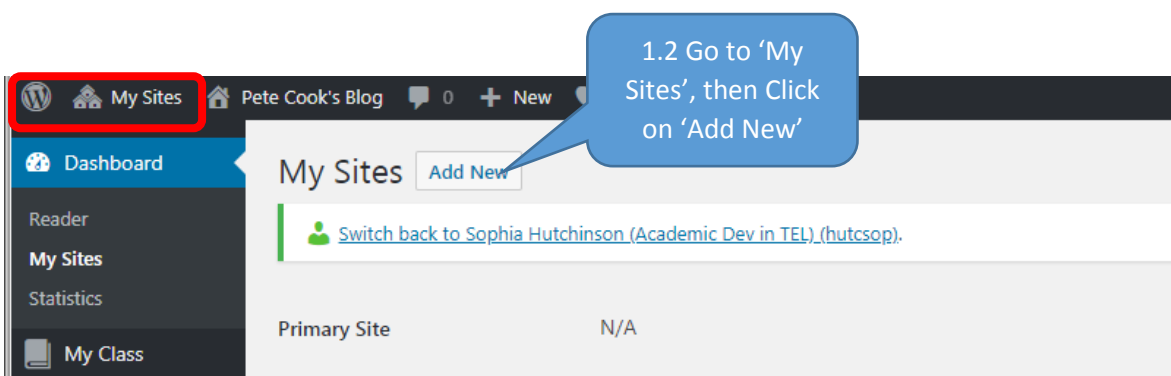 1.2 Go to ‘My
Sites’, then Click
on ‘Add New’
My Sites Pete Cook's Blog 0 + New
Dashboard
My Sites Add New
Reader
Switch back to Sophia Hutchinson (Academic Dev in TEL) (hutcsop).
My Sites
Statistics
Primary Site N/A
My Class